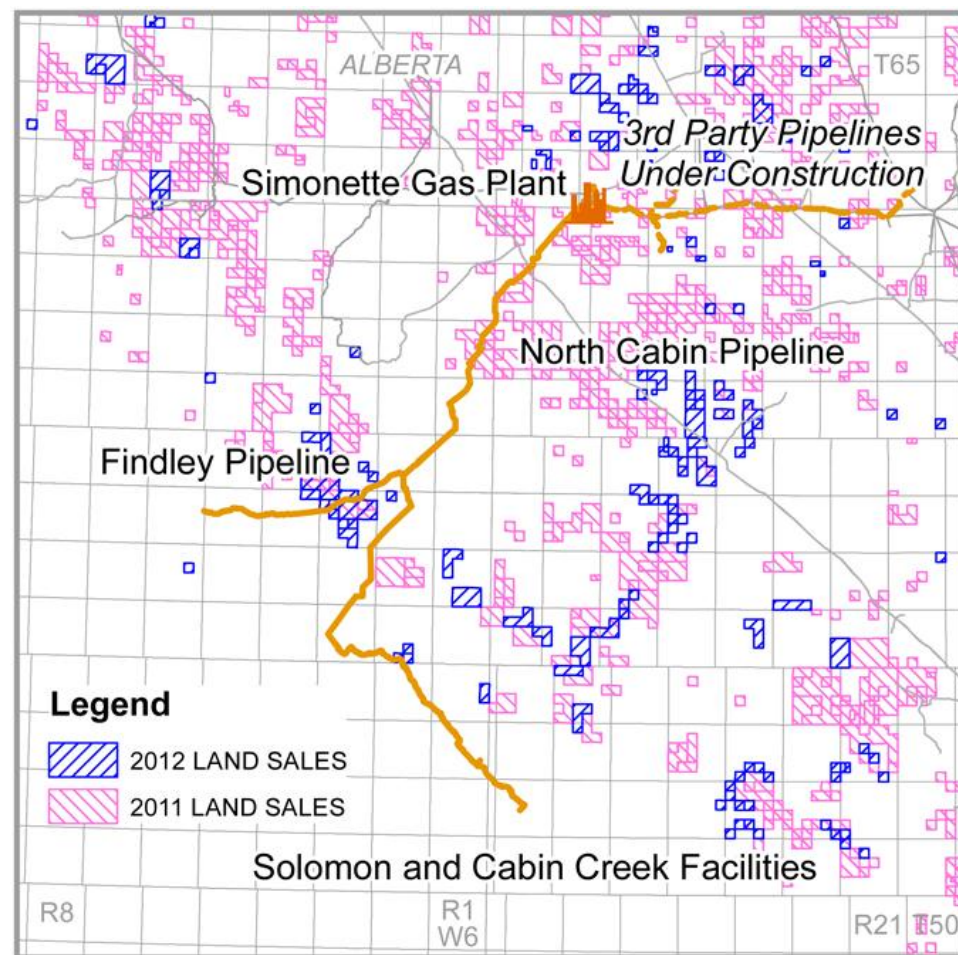 ALBERTA
T65
3rd Party Pipelines
Under Construction
Simonette Gas Plant
North Cabin Pipeline
Findley Pipeline
Legend
2012 LAND SALES
2011 LAND SALES
Solomon and Cabin Creek Facilities
R8
R1
W6
R21 T50